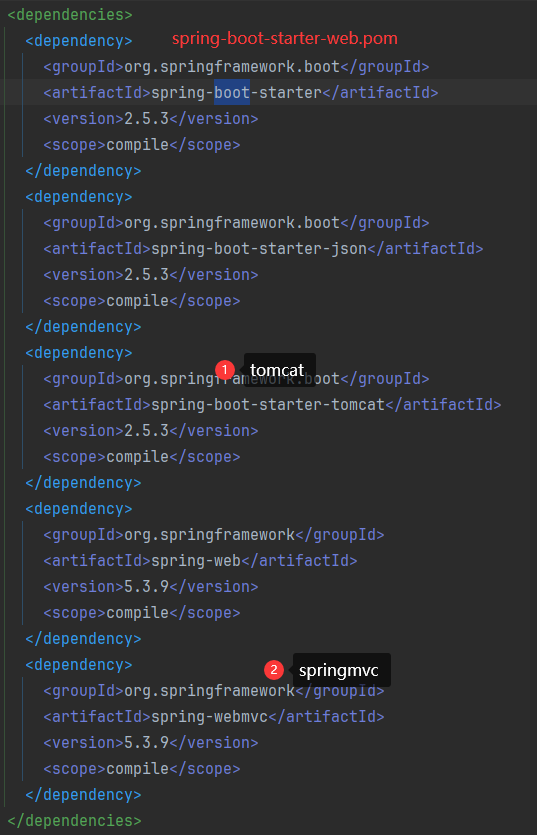 <dependencies>
<dependency> spring-boot-starter-web.pom
<groupId>org.springframework.boot</groupId>
<artifactId>spring-boot-starter</artifactId>
<version>2.5.3</version>
<scope>compile</scope>
</dependency>
<dependency>
<groupId>org.springframework.boot</groupId>
<artifactId>spring-boot-starter-json</artifactId>
<version>2.5.3</version>
<scope>compile</scope>
</dependency>
<dependency>
1 tomcat
<groupId>org.springframework.boot</groupId>
<artifactId>spring-boot-starter-tomcat</artifactId>
<version>2.5.3</version>
<scope>compile</scope>
</dependency>
<dependency>
<groupId>org.springframework</groupId>
<artifactId>spring-web</artifactId>
<version>5.3.9</version>
<scope>compile</scope>
</dependency>
<dependency>
2 springmvc
<groupId>org.springframework</groupId>
<artifactId>spring-webmvc</artifactId>
<version>5.3.9</version>
<scope>compile</scope>
</dependency>
</dependencies>